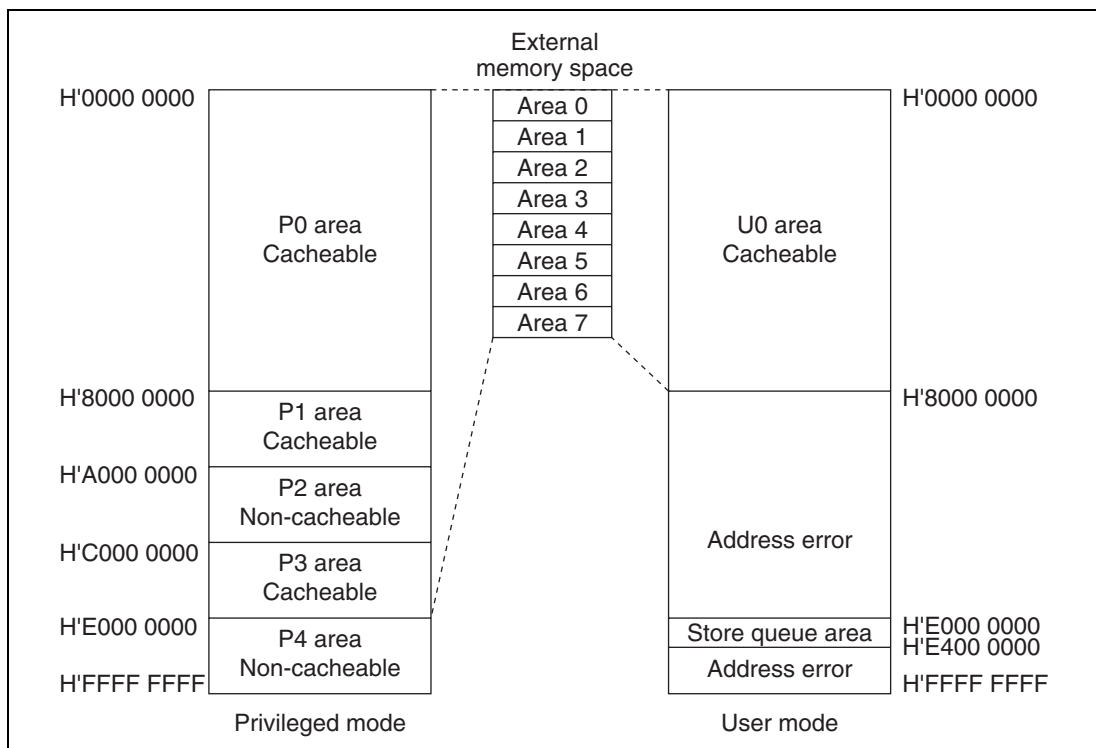 External
memory space
H'0000 0000
Area 0
Area 1
Area 2
Area 3
Area 4
Area 5
Area 6
Area 7
H'0000 0000
P0 area
Cacheable
U0 area
Cacheable
H'8000 0000
P1 area
Cacheable
H'8000 0000
H'A000 0000
P2 area
Non-cacheable
H'C000 0000
P3 area
Cacheable
Address error
H'E000 0000
P4 area
Non-cacheable
Store queue area
H'E000 0000
H'E400 0000
Address error
H'FFFF FFFF
H'FFFF FFFF
Privileged mode
User mode